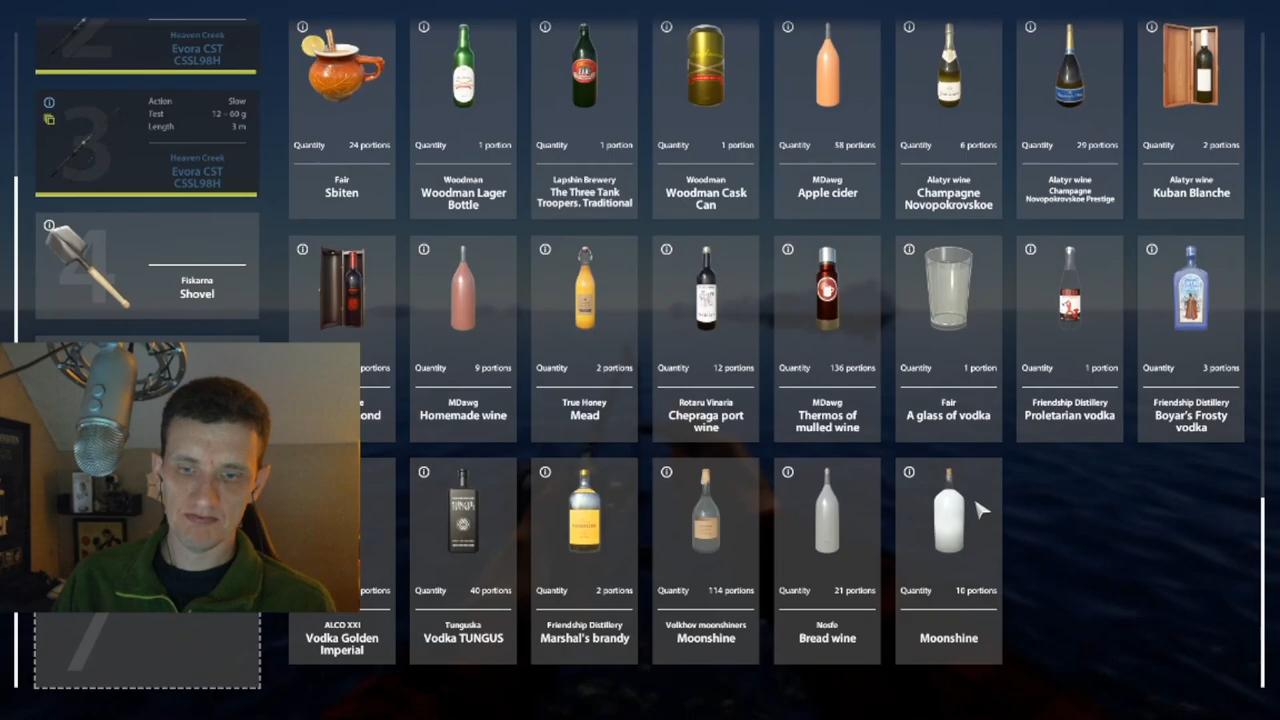 2
Heaven Creek
Evora CST
CSSL98H
3
Action Slow
Test 12 – 60 g
Length 3 m
Heaven Creek
Evora CST
CSSL98H
4
Fiskarna
Shovel
7
Quantity 24 portions
Fair
Sbiten
Quantity 1 portion
Woodman
Woodman Lager
Bottle
Quantity 1 portion
Lapshin Brewery
The Three Tank
Troopers. Traditional
Quantity 1 portion
Woodman
Woodman Cask
Can
Quantity 58 portions
MDawg
Apple cider
Quantity 6 portions
Alatyr wine
Champagne
Novopokrovskoe
Quantity 29 portions
Alatyr wine
Champagne
Novopokrovskoe Prestige
Quantity 2 portions
Alatyr wine
Kuban Blanche
portions
Quantity 9 portions
MDawg
Homemade wine
Quantity 2 portions
True Honey
Mead
Quantity 12 portions
Rotaru Vinaria
Chepraga port
wine
Quantity 136 portions
MDawg
Thermos of
mulled wine
Quantity 1 portion
Fair
A glass of vodka
Quantity 1 portion
Friendship Distillery
Proletarian vodka
Quantity 3 portions
Friendship Distillery
Boyar's Frosty
vodka
portions
ALCO XXI
Vodka Golden
Imperial
TUNGUS
Quantity 40 portions
Tunguska
Vodka TUNGUS
Quantity 2 portions
Friendship Distillery
Marshal's brandy
Quantity 114 portions
Volkhov moonshiners
Moonshine
Quantity 21 portions
Nosfe
Bread wine
Quantity 10 portions
Moonshine